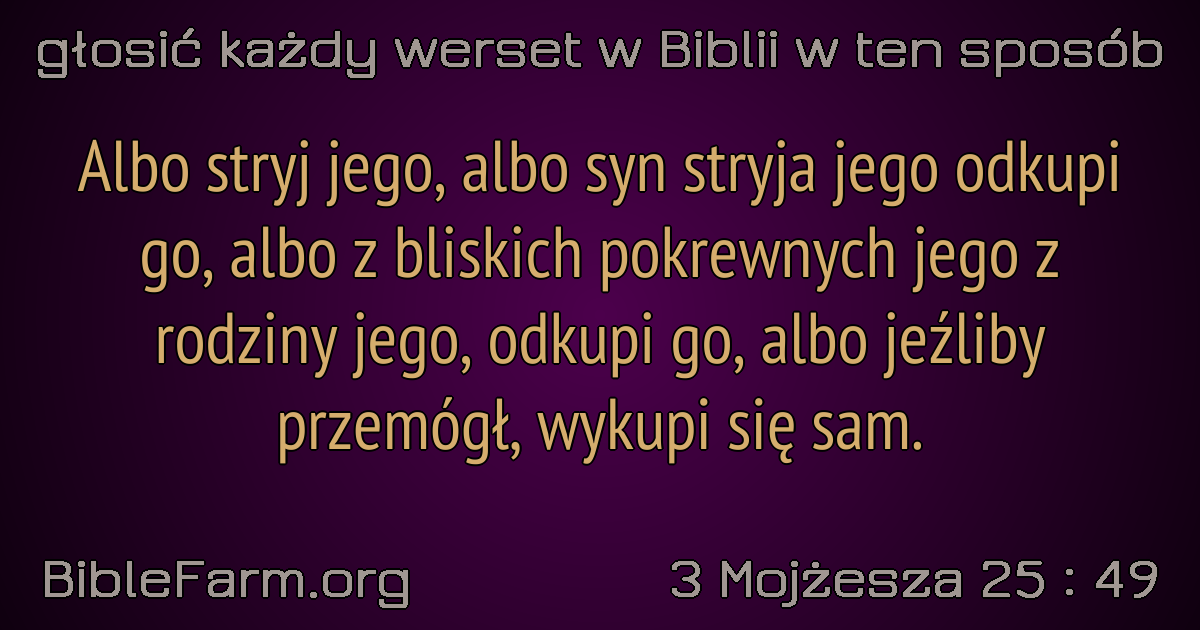 głosić każdy werset w Biblii w ten sposób
Albo stryj jego, albo syn stryja jego odkupi
go, albo z bliskich pokrewnych jego z
rodziny jego, odkupi go, albo jeźliby
przemógł, wykupi się sam.
BibleFarm.org
3 Mojżesza 25 : 49